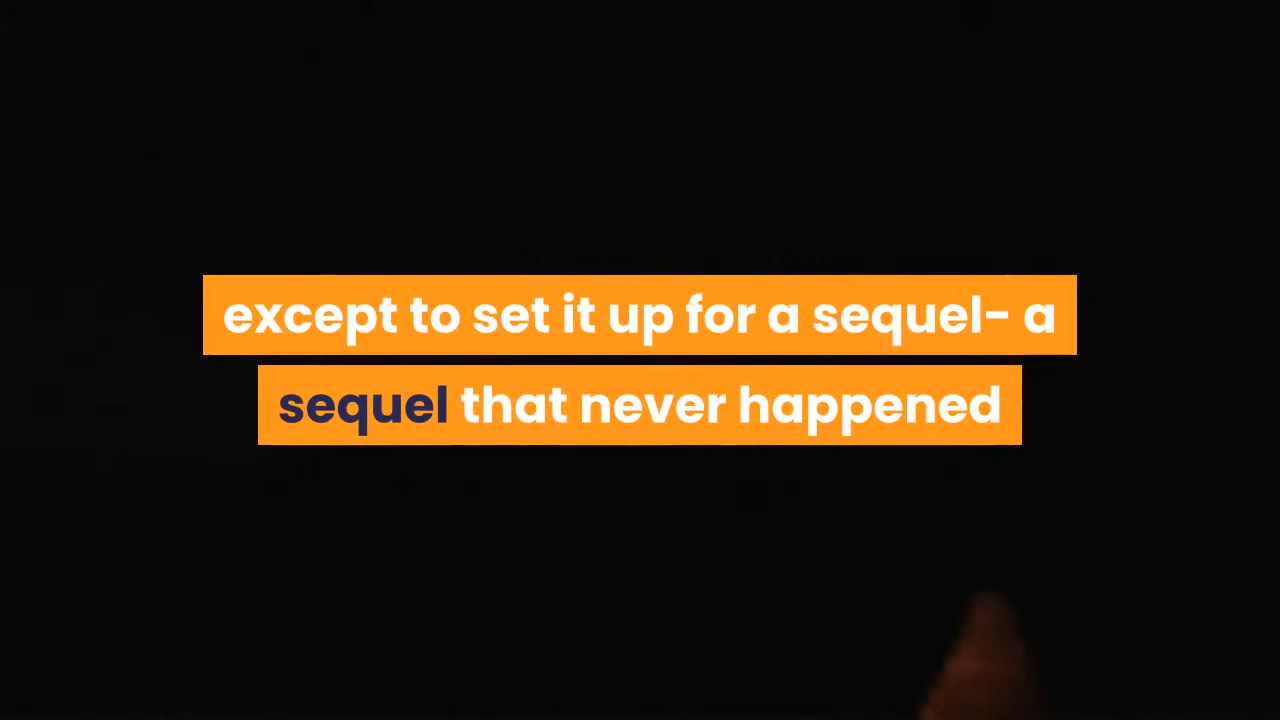 except to set it up for a sequel- a
sequel that never happened